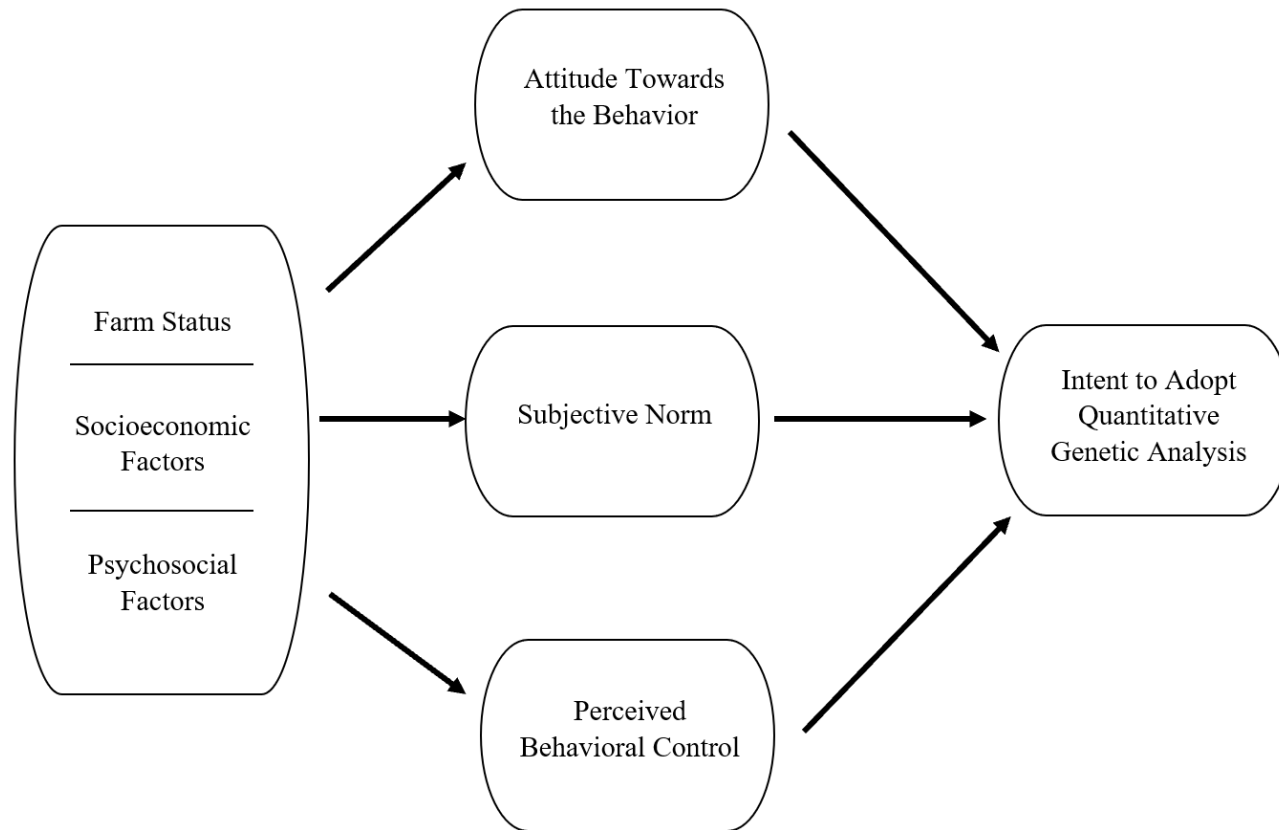 Attitude Towards
the Behavior
Farm Status
Socioeconomic
Factors
Psychosocial
Factors
Subjective Norm
Perceived
Behavioral Control
Intent to Adopt
Quantitative
Genetic Analysis